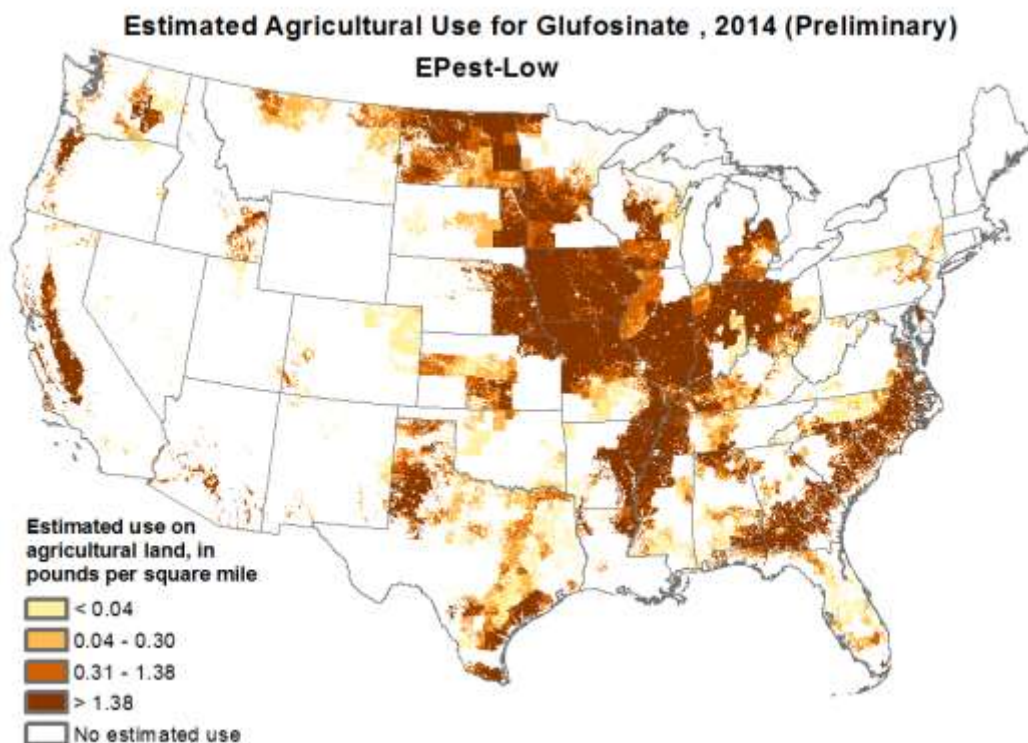 Estimated Agricultural Use for Glufosinate , 2014 (Preliminary)
EPest-Low
Estimated use on
agricultural land, in
pounds per square mile
< 0.04
0.04 - 0.30
0.31 - 1.38
> 1.38
No estimated use